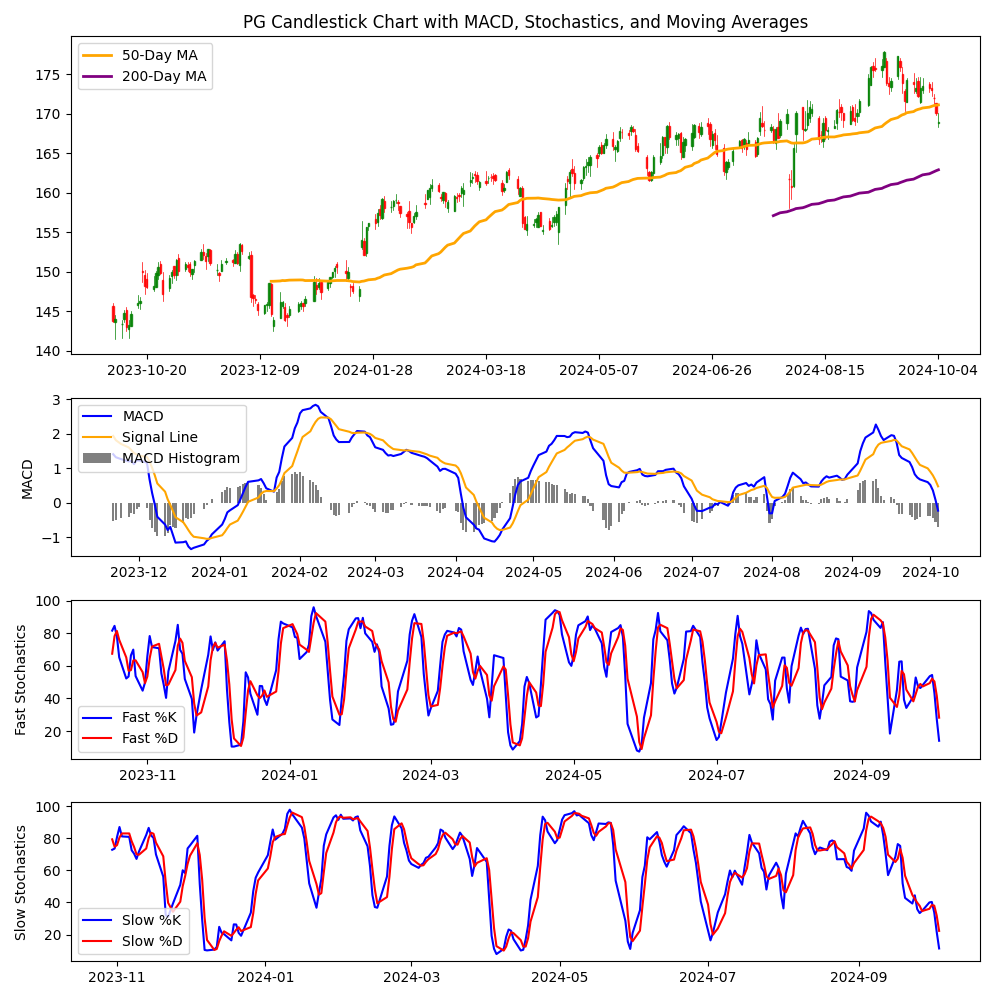 PG Candlestick Chart with MACD, Stochastics, and Moving Averages
50-Day MA
200-Day MA
175
170
165
160
155
150
145
140
2023-10-20 2023-12-09 2024-01-28 2024-03-18 2024-05-07 2024-06-26 2024-08-15 2024-10-04
MACD
MACD
Signal Line
MACD Histogram
3
2
1
0
−1
2023-12 2024-01 2024-02 2024-03 2024-04 2024-05 2024-06 2024-07 2024-08 2024-09 2024-10
Fast Stochastics
100
80
60
40
20
Fast %K
Fast %D
2023-11 2024-01 2024-03 2024-05 2024-07 2024-09
Slow Stochastics
100
80
60
40
20
Slow %K
Slow %D
2023-11 2024-01 2024-03 2024-05 2024-07 2024-09